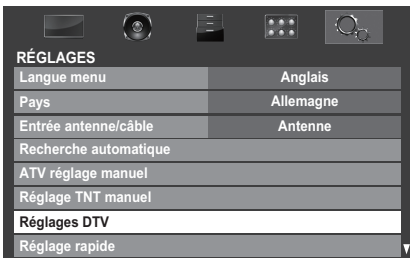 RÉGLAGES
Langue menu Anglais
Pays Allemagne
Entrée antenne/câble Antenne
Recherche automatique
ATV réglage manuel
Réglage TNT manuel
Réglages DTV
Réglage rapide